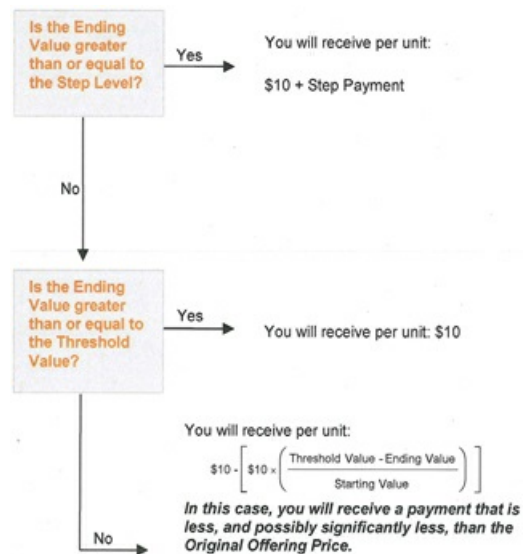 Is the Ending
Value greater
than or equal to
the Step Level?
Yes
You will receive per unit:
$10 + Step Payment
No
Is the Ending
Value greater
than or equal to
the Threshold
Value?
Yes
You will receive per unit: $10
You will receive per unit:
$10 - [ $10 × ( Threshold Value - Ending Value
Starting Value ) ]
In this case, you will receive a payment that is
less, and possibly significantly less, than the
Original Offering Price.
No